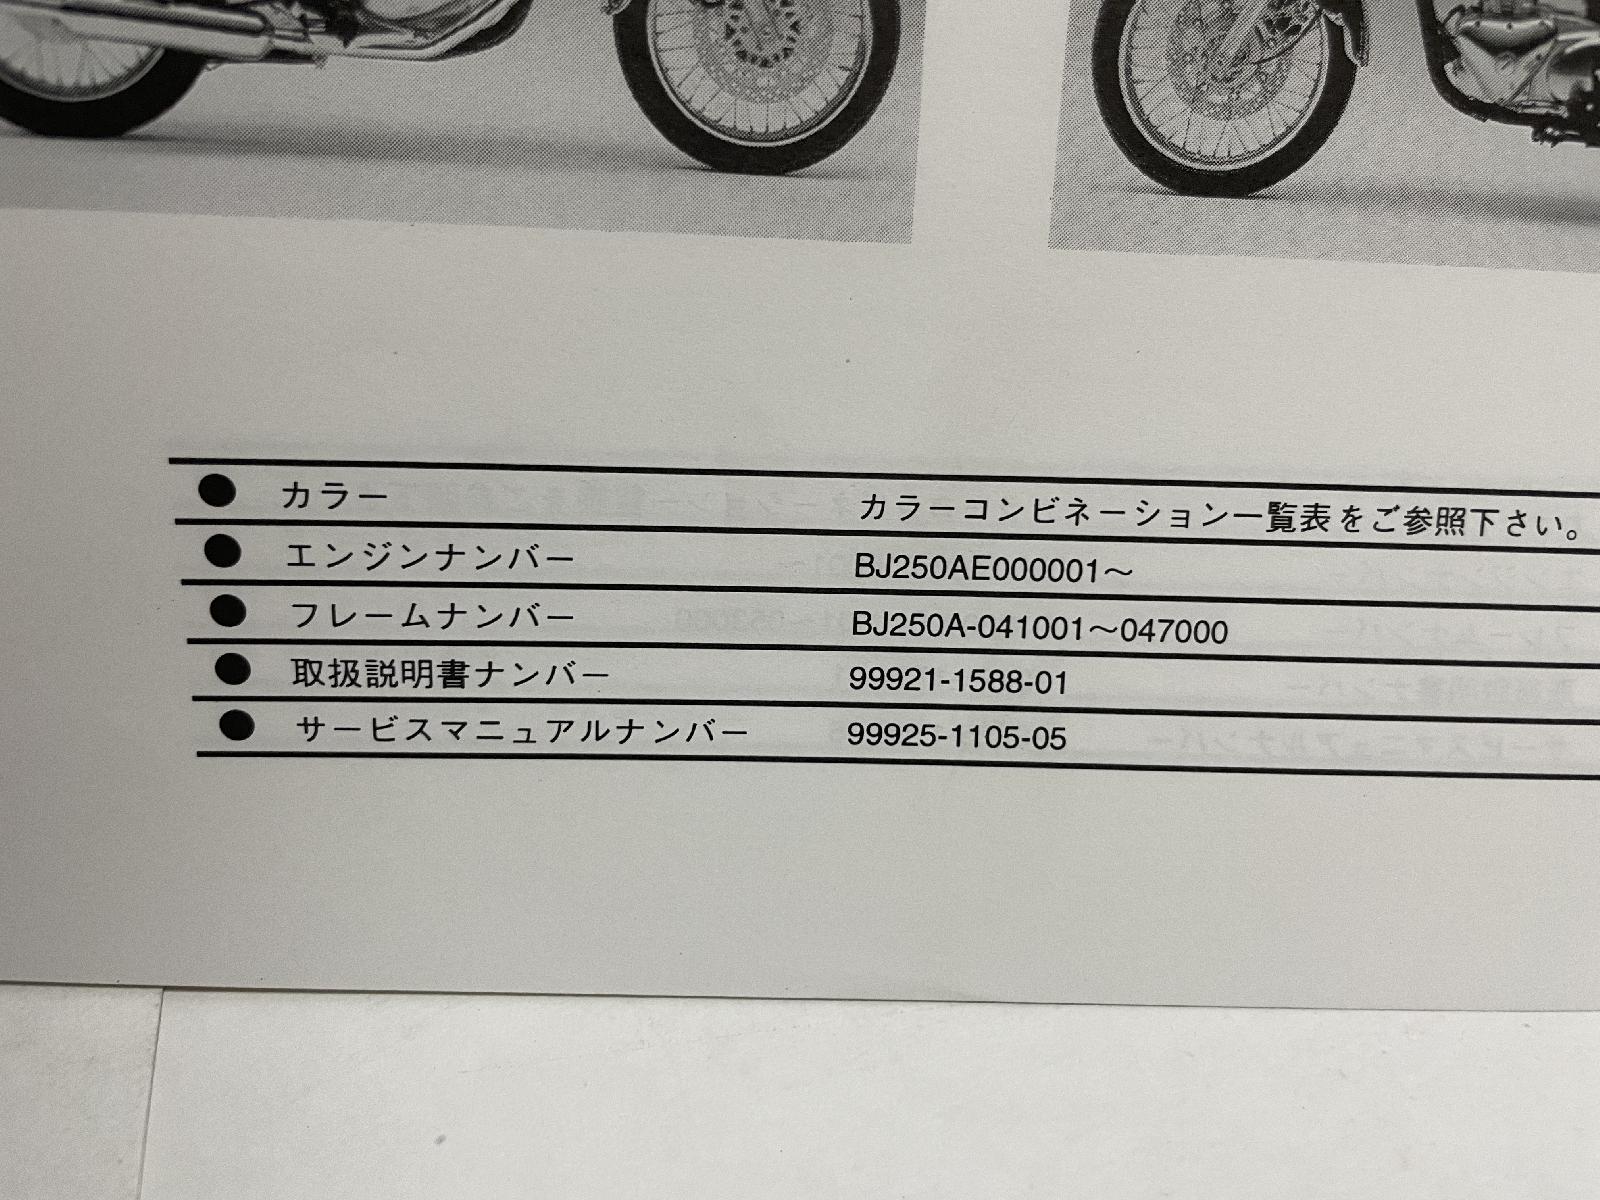 カラー カラーコンビネーション一覧表をご参照下さい。
エンジンナンバー BJ250AE000001〜
フレームナンバー BJ250A-041001〜047000
取扱説明書ナンバー 99921-1588-01
サービスマニュアルナンバー 99925-1105-05